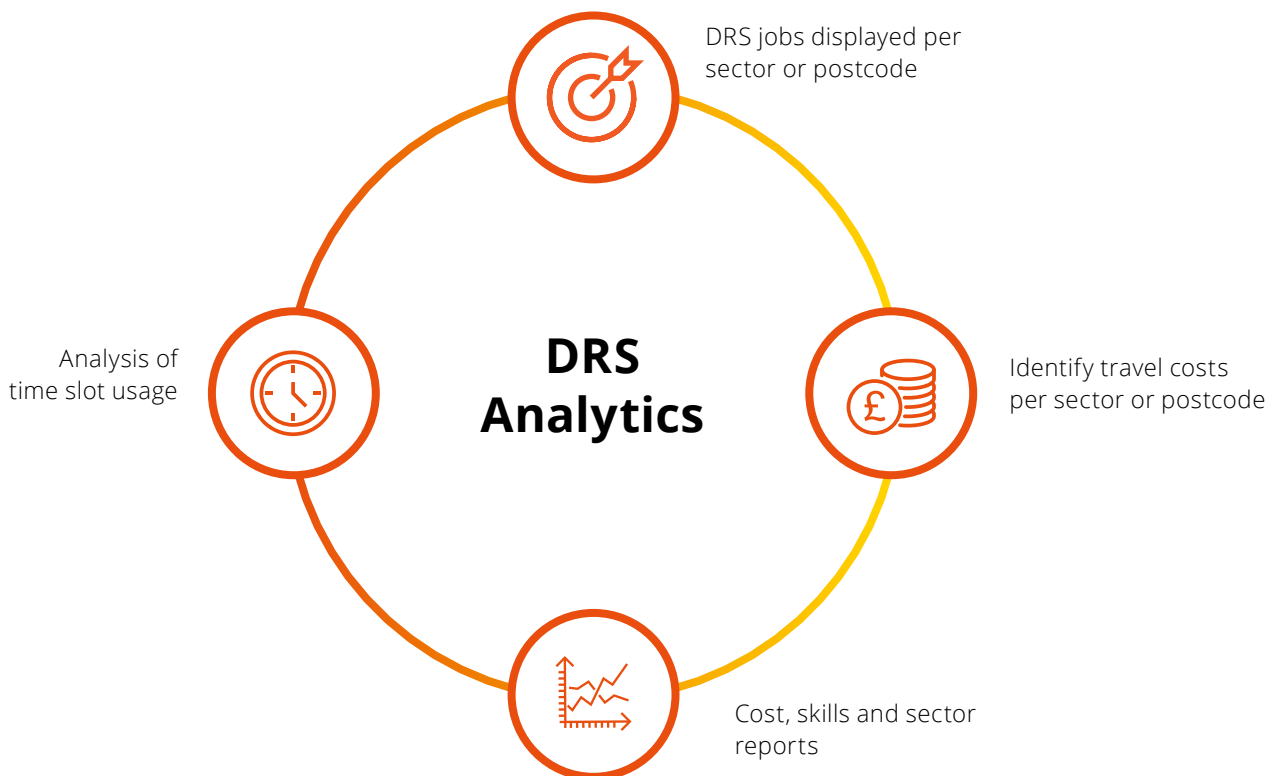 DRS jobs displayed per
sector or postcode
DRS
Analytics
Analysis of
time slot usage
£
Identify travel costs
per sector or postcode
Cost, skills and sector
reports